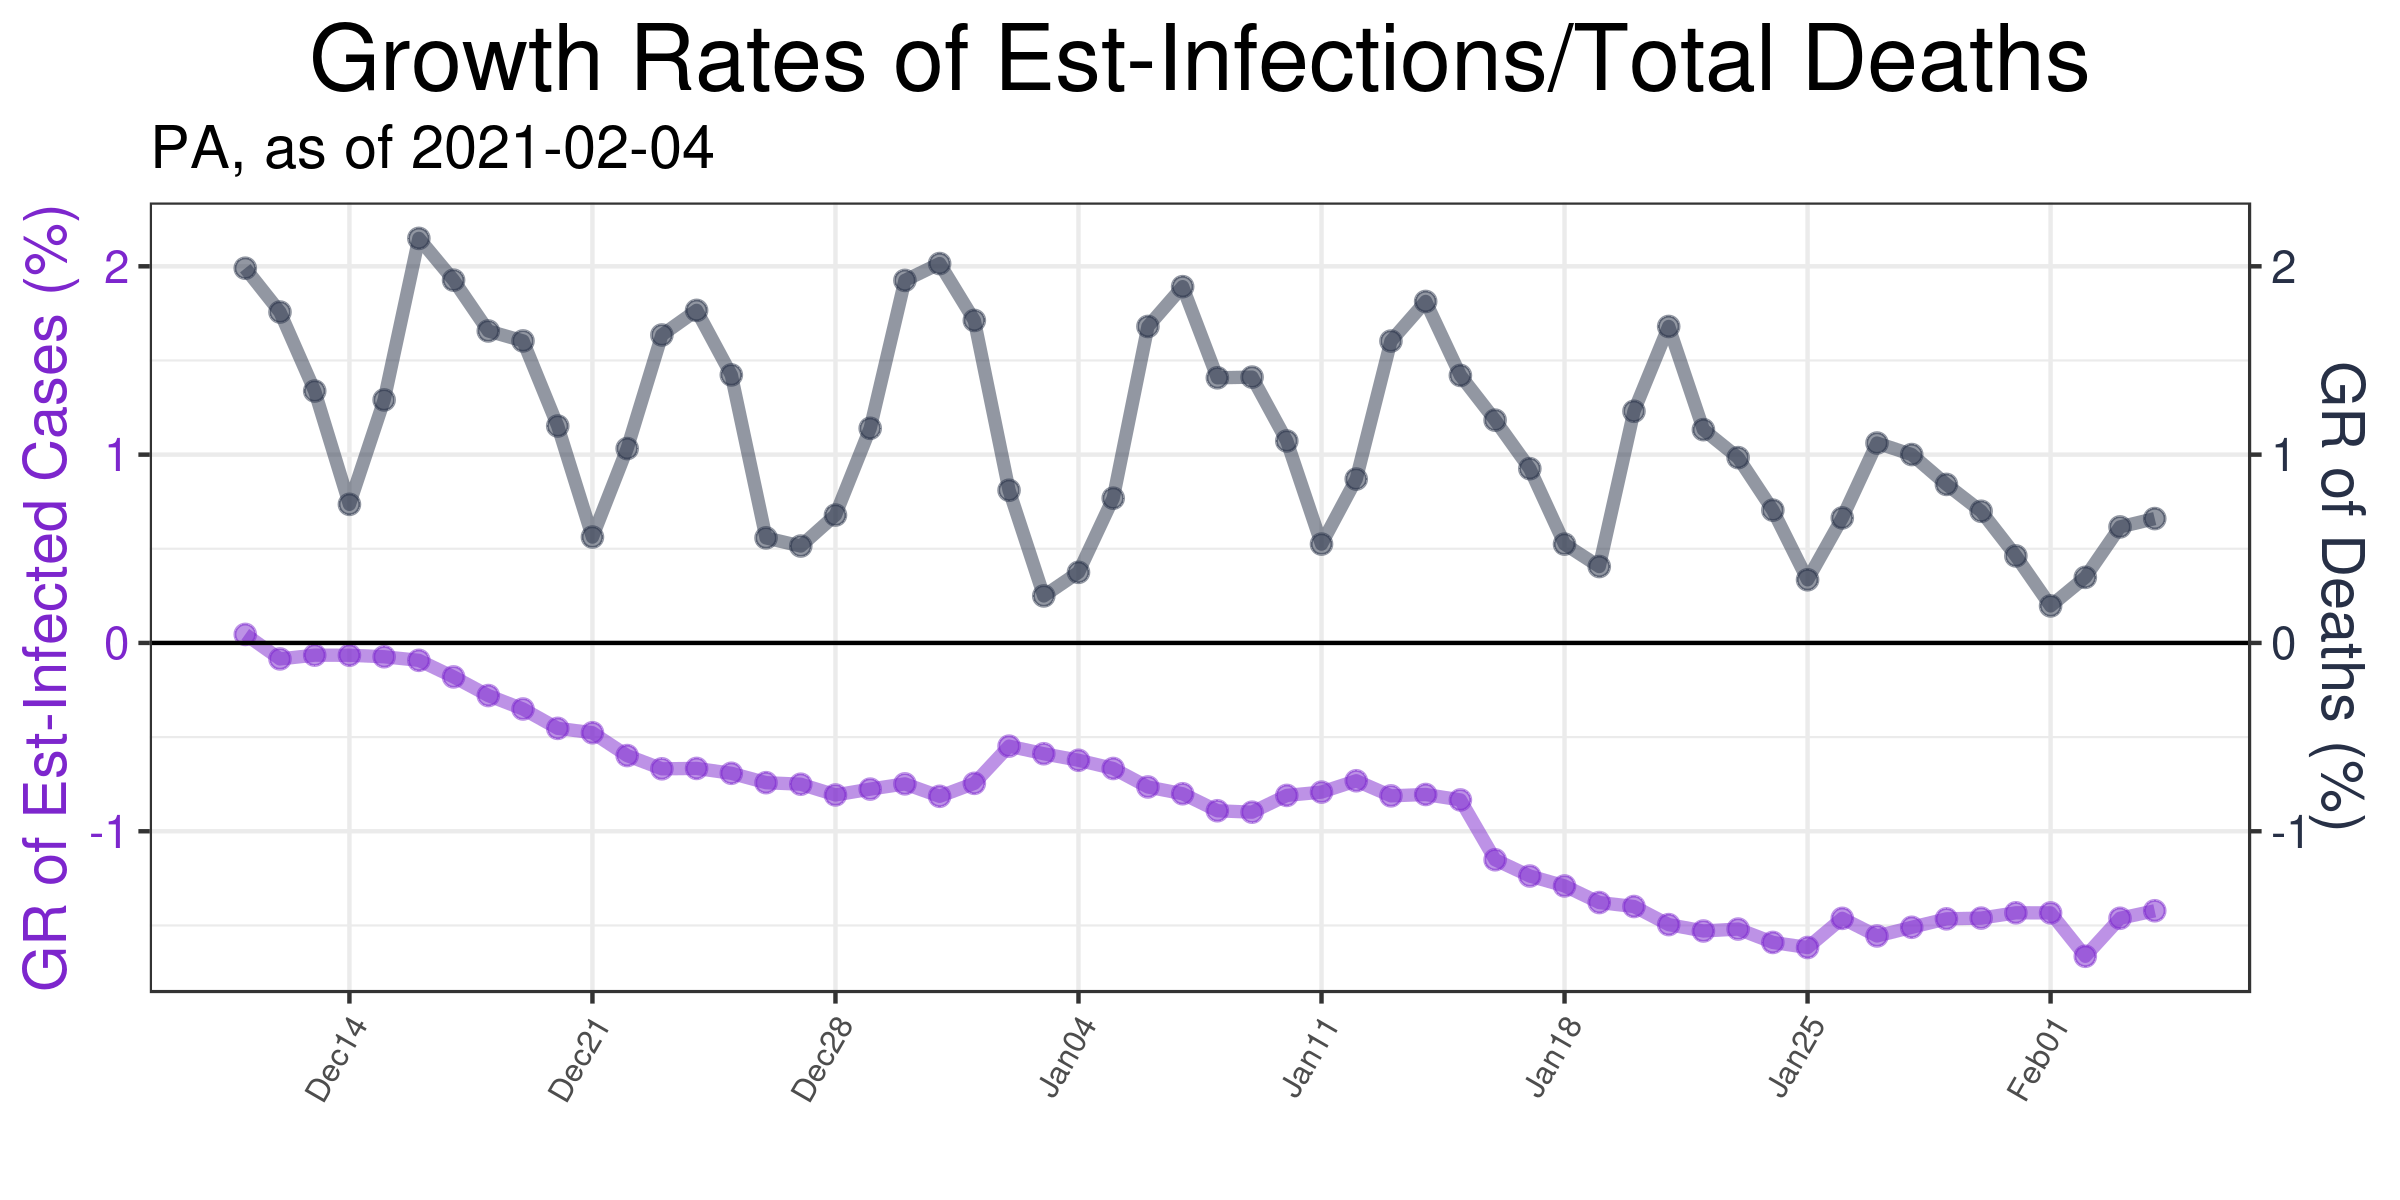 Growth Rates of Est-Infections/Total Deaths
PA, as of 2021-02-04
GR of Est-Infected Cases (%)
2
1
0
-1
2
1
0
-1
GR of Deaths (%)
Dec14
Dec21
Dec28
Jan04
Jan11
Jan18
Jan25
Feb01